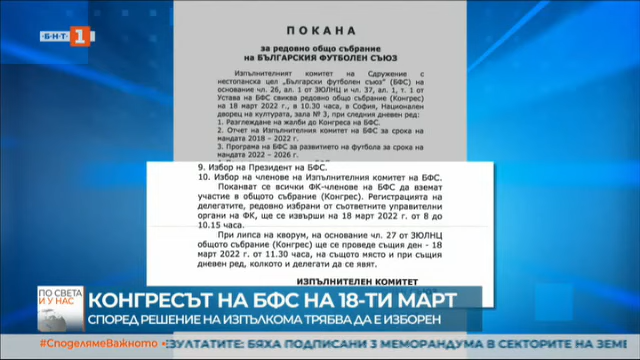 БНТ 1
ПОКАНА
за редовно общо събрание
на БЪЛГАРСКИЯ ФУТБОЛЕН СЪЮЗ
Изпълнителният комитет на Сдружение с
нестопанска цел „Български футболен съюз" (БФС) на
основание чл. 26, ал. 1 от ЗЮЛНЦ и чл. 37, ал. 1, т. 1 от
Устава на БФС свиква редовно общо събрание (Конгрес)
на 18 март 2022 г., в 10.30 часа, в София, Национален
дворец на културата, зала № 3, при следния дневен ред:
1. Разглеждане на жалби до Конгреса на БФС.
2. Отчет на Изпълнителния комитет на БФС за срока на
мандата 2018 – 2022 г.
3. Програма на БФС за развитието на футбола за срока на
мандата 2022 – 2026 г.
9. Избор на Президент на БФС.
10. Избор на членове на Изпълнителния комитет на БФС.
Поканват се всички ФК-членове на БФС да вземат
участие в общото събрание (Конгрес). Регистрацията на
делегатите, редовно избрани от съответните управителни
органи на ФК, ще се извърши на 18 март 2022 г. от 8 до
10.15 часа.
При липса на кворум, на основание чл. 27 от ЗЮЛНЦ
общото събрание (Конгрес) ще се проведе същия ден - 18
март 2022 г. от 11.30 часа, на същото място и при същия
дневен ред, колкото и делегати да се явят.
ИЗПЪЛНИТЕЛЕН КОМИТЕТ
ПО СВЕТА
И У НАС
КОНГРЕСЪТ НА БФС НА 18-ТИ МАРТ
СПОРЕД РЕШЕНИЕ НА ИЗПЪЛКОМА ТРЯБВА ДА Е ИЗБОРЕН
#СподелямеВажното • ЕЗУЛТАТИТЕ: БЯХА ПОДПИСАНИ 3 МЕМОРАНДУМА В СЕКТОРИТЕ НА ЗЕМЕ